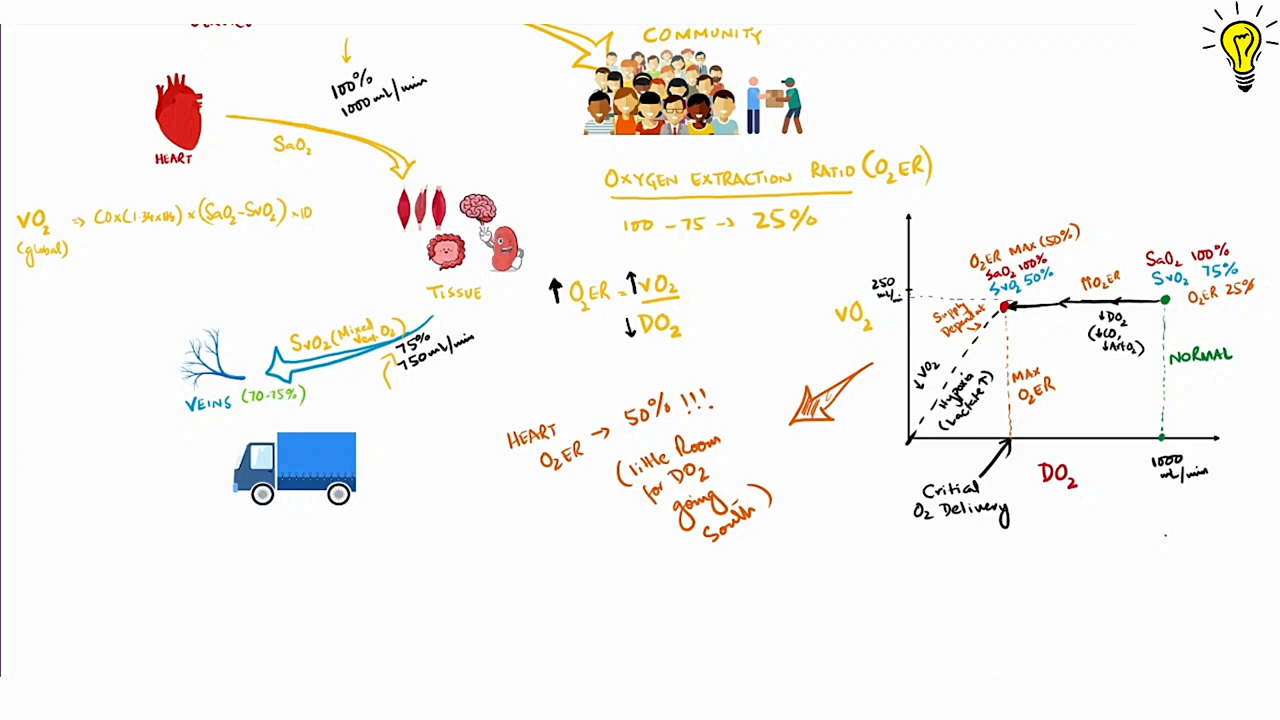 COMMUNITY
100%
1000 mL/min
HEART
SaO2
OXYGEN EXTRACTION RATIO (O2ER)
100 - 75 → 25%
VO2 ⇒ CO x (1.34 x Hb) x (SaO2 - SvO2) x 10
(global)
TISSUE
↑ O2ER = ↑ VO2
↓ DO2
SvO2 (Mixed Ven O2)
75%
750 mL/min
VEINS (70-75%)
HEART
O2ER → 50% !!!
(little Room
for DO2
going
South)
VO2
250
mL/
O2ER MAX (50%)
SaO2 100%
SvO2 50%
↑↑O2ER
SaO2 100%
SvO2 75%
O2ER 25%
Supply
Dependent
↓DO2
(↓CO,
↓ArtO2)
NORMAL
↓ VO2
Hypoxia
(Lactate ↑)
MAX
O2ER
1000
mL/min
DO2
Critical
O2 Delivery